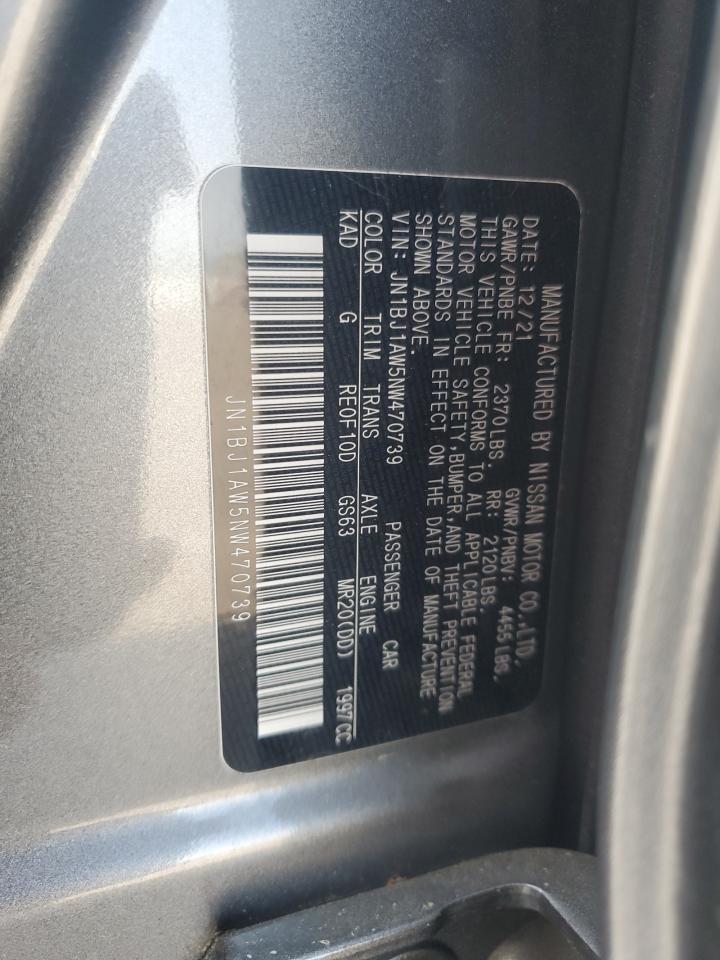 MANUFACTURED BY NISSAN MOTOR CO.,LTD.
DATE: 12/21 GVWR/PNBV: 4455 LBS,
GAWR/PNBE FR: 2370LBS. RR: 2120LBS.
THIS VEHICLE CONFORMS TO ALL APPLICABLE FEDERAL
MOTOR VEHICLE SAFETY,BUMPER,AND THEFT PREVENTION
STANDARDS IN EFFECT ON THE DATE OF MANUFACTURE
SHOWN ABOVE.
VIN: JN1BJ1AW5NW470739 PASSENGER CAR
COLOR TRIM TRANS AXLE ENGINE
KAD G RE0F10D GS63 MR20(DD) 1997CC
JN1BJ1AW5NW470739